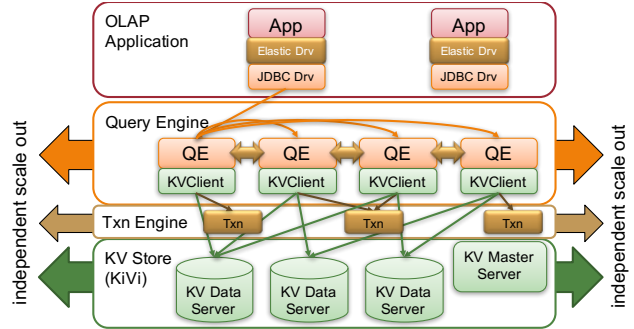 OLAP
Application
App
Elastic Drv
JDBC Drv
App
Elastic Drv
JDBC Drv
independent scale out
Query Engine
QE
QE
QE
QE
KVClient
KVClient
KVClient
KVClient
Txn Engine
Txn
Txn
Txn
KV Store
(KiVi)
KV Data
Server
KV Data
Server
KV Data
Server
KV Master
Server
independent scale out